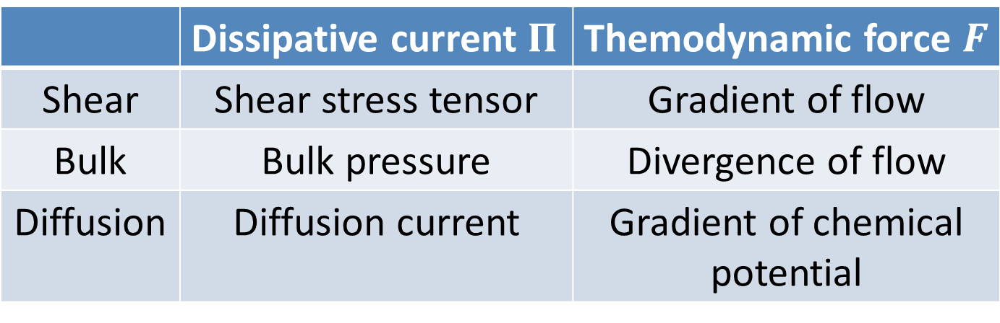 Dissipative current Π Themodynamic force F
Shear Shear stress tensor Gradient of flow
Bulk Bulk pressure Divergence of flow
Diffusion Diffusion current Gradient of chemical
potential